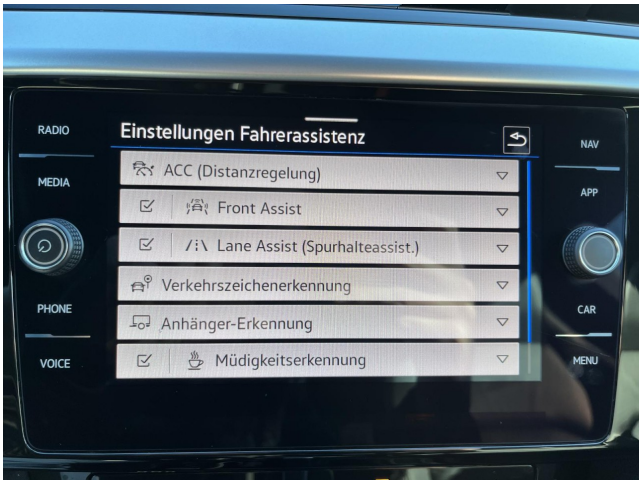 RADIO
MEDIA
PHONE
VOICE
Einstellungen Fahrerassistenz
ACC (Distanzregelung)
Front Assist
Lane Assist (Spurhalteassist.)
Verkehrszeichenerkennung
Anhänger-Erkennung
Müdigkeitserkennung
NAV
APP
CAR
MENU